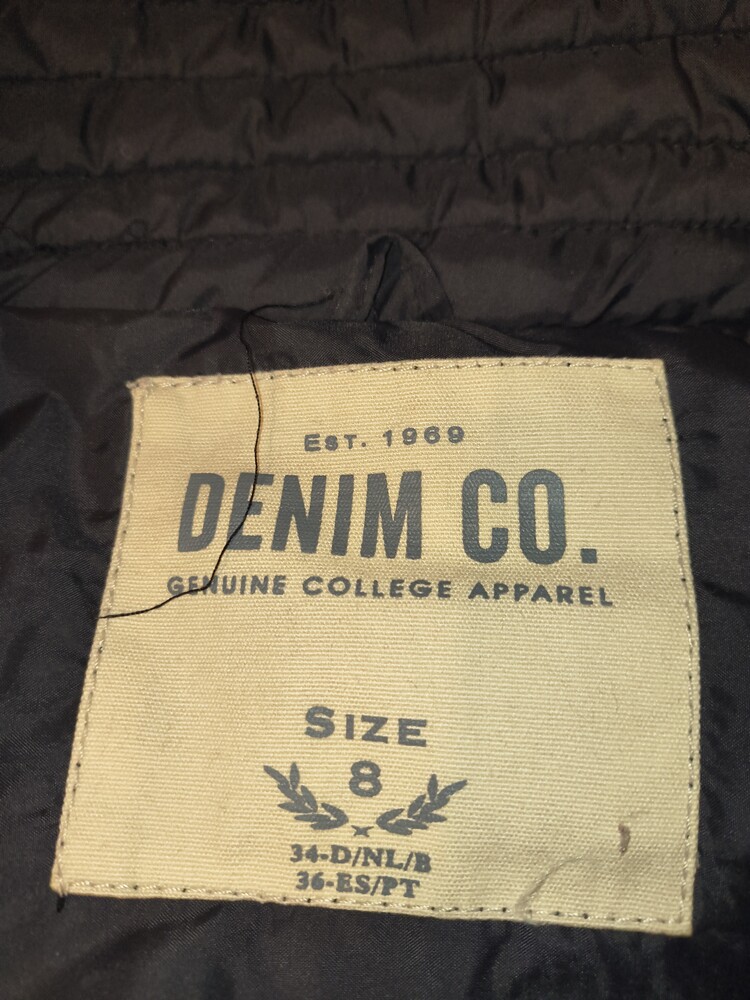 EST. 1969
DENIM CO.
GENUINE COLLEGE APPAREL
SIZE
8
34-D/NL/B
36-ES/PT